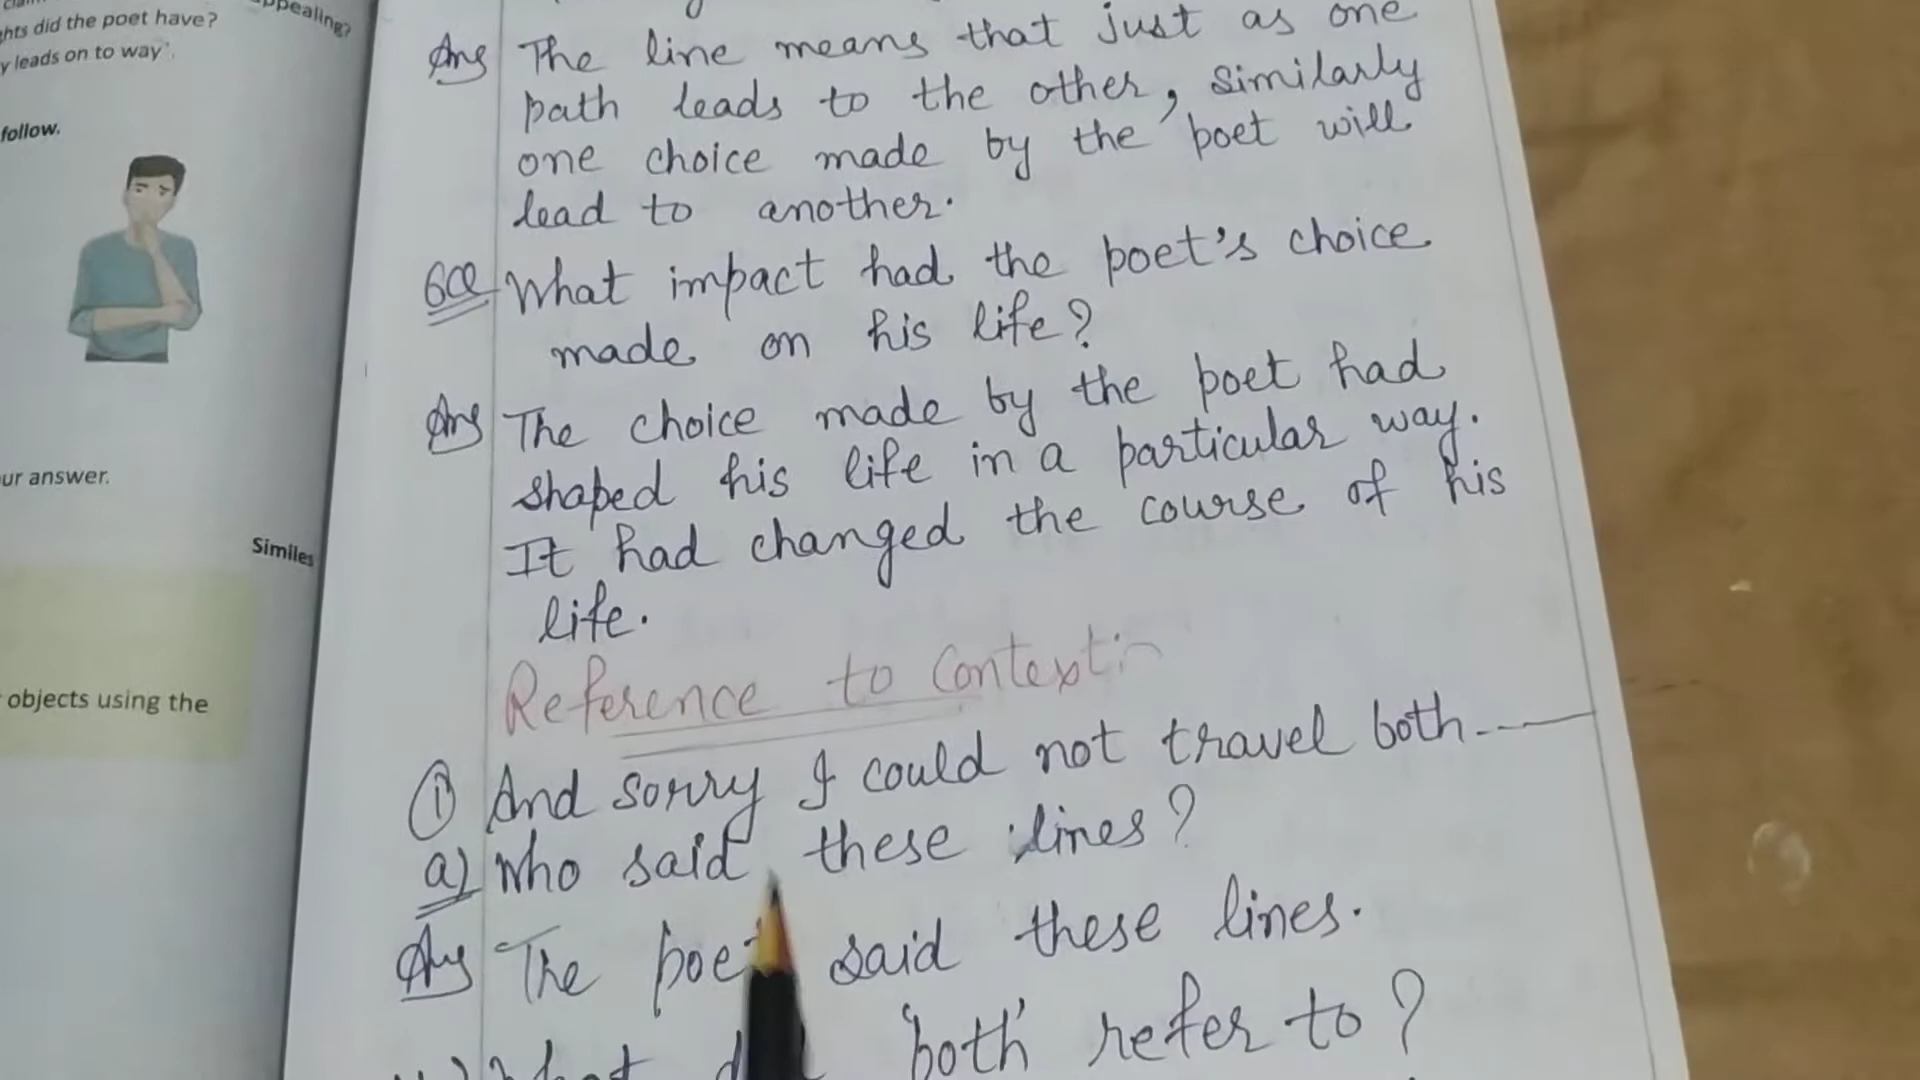 ppealing?
hts did the poet have?
y leads on to way'.
follow.
ur answer.
Similes
objects using the
Ans The line means that just as one
path leads to the other, similarly
one choice made by the poet will
lead to another.
6Q What impact had the poet's choice
made on his life?
Ans The choice made by the poet had
shaped his life in a particular way.
It had changed the course of his
life.
Reference to Context:
① And sorry I could not travel both
a) Who said these lines?
Ans The poet said these lines.
'both' refer to?